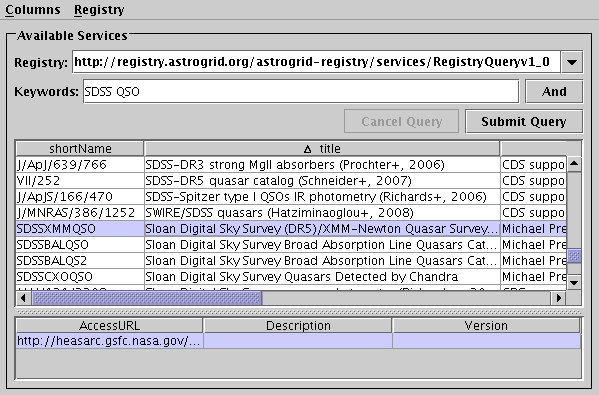 Columns Registry
Available Services
Registry: http://registry.astrogrid.org/astrogrid-registry/services/RegistryQueryv1_0
Keywords: SDSS QSO And
Cancel Query Submit Query
shortName Δ title
J/ApJ/639/766 SDSS-DR3 strong MgII absorbers (Prochter+, 2006) CDS suppo
VII/252 SDSS-DR5 quasar catalog (Schneider+, 2007) CDS suppo
J/ApJS/166/470 SDSS-Spitzer type I QSOs IR photometry (Richards+, 2006) CDS suppo
J/MNRAS/386/1252 SWIRE/SDSS quasars (Hatziminaoglou+, 2008) CDS suppo
SDSSXMMQSO Sloan Digital Sky Survey (DR5)/XMM-Newton Quasar Survey... Michael Pre
SDSSBALQSO Sloan Digital Sky Survey Broad Absorption Line Quasars Cat... Michael Pre
SDSSBALQS2 Sloan Digital Sky Survey Broad Absorption Line Quasars Cat... Michael Pre
SDSSCXOQSO Sloan Digital Sky Survey Quasars Detected by Chandra Michael Pre
AccessURL Description Version
http://heasarc.gsfc.nasa.gov/...